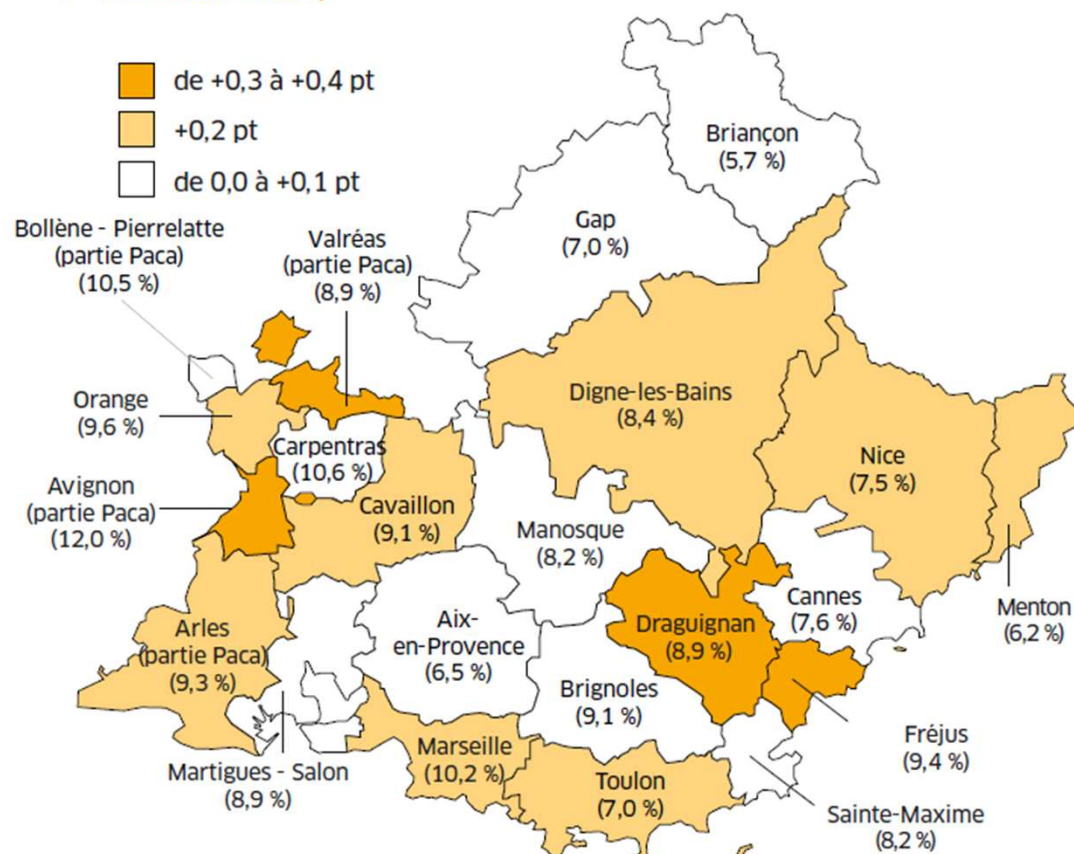 de +0,3 à +0,4 pt
+0,2 pt
de 0,0 à +0,1 pt
Briançon
(5,7 %)
Gap
(7,0 %)
Bollène - Pierrelatte
(partie Paca)
(10,5 %)
Valréas
(partie Paca)
(8,9 %)
Digne-les-Bains
(8,4 %)
Orange
(9,6 %)
Carpentras
(10,6 %)
Nice
(7,5 %)
Avignon
(partie Paca)
(12,0 %)
Cavaillon
(9,1 %)
Manosque
(8,2 %)
Cannes
(7,6 %)
Menton
(6,2 %)
Arles
(partie Paca)
(9,3 %)
Aix-
en-Provence
(6,5 %)
Draguignan
(8,9 %)
Brignoles
(9,1 %)
Fréjus
(9,4 %)
Marseille
(10,2 %)
Martigues - Salon
(8,9 %)
Toulon
(7,0 %)
Sainte-Maxime
(8,2 %)